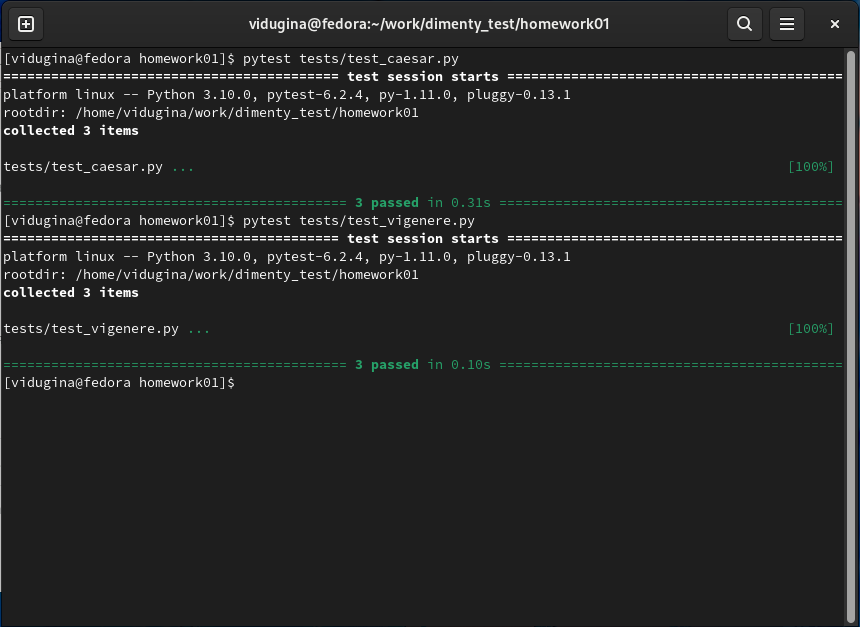 vidugina@fedora:~/work/dimenty_test/homework01
[vidugina@fedora homework01]$ pytest tests/test_caesar.py
========================================== test session starts ==========================================
platform linux -- Python 3.10.0, pytest-6.2.4, py-1.11.0, pluggy-0.13.1
rootdir: /home/vidugina/work/dimenty_test/homework01
collected 3 items
tests/test_caesar.py ... [100%]
=========================================== 3 passed in 0.31s ===========================================
[vidugina@fedora homework01]$ pytest tests/test_vigenere.py
========================================== test session starts ==========================================
platform linux -- Python 3.10.0, pytest-6.2.4, py-1.11.0, pluggy-0.13.1
rootdir: /home/vidugina/work/dimenty_test/homework01
collected 3 items
tests/test_vigenere.py ... [100%]
=========================================== 3 passed in 0.10s ===========================================
[vidugina@fedora homework01]$